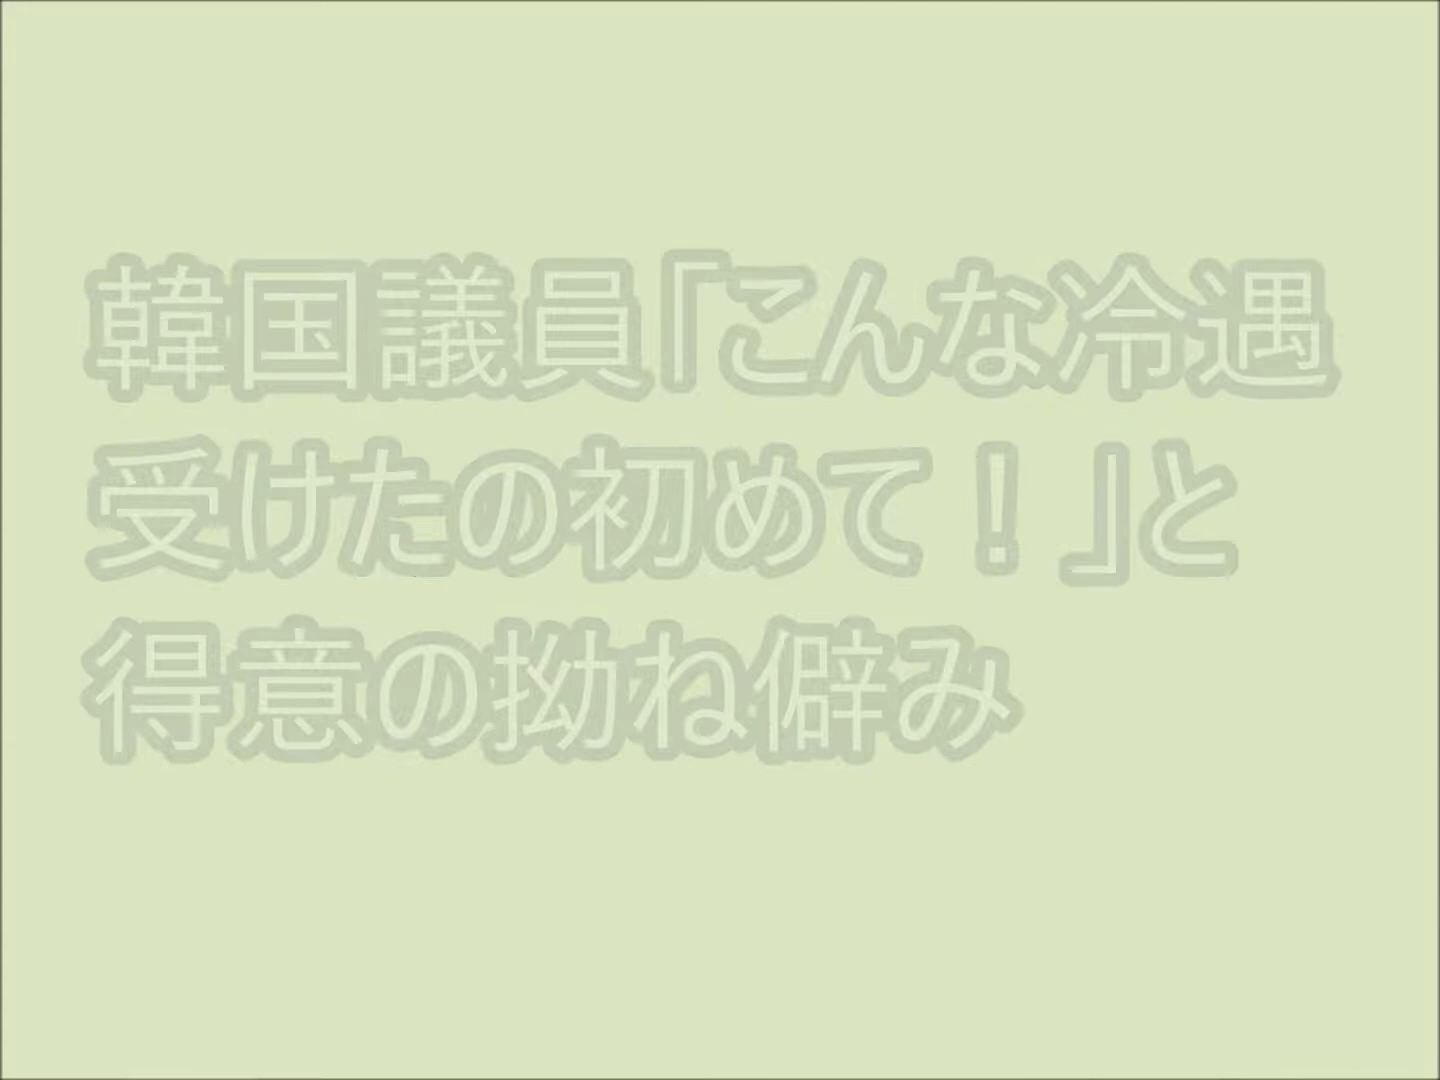 韓国議員「こんな冷遇
受けたの初めて！」と
得意の拗ね僻み